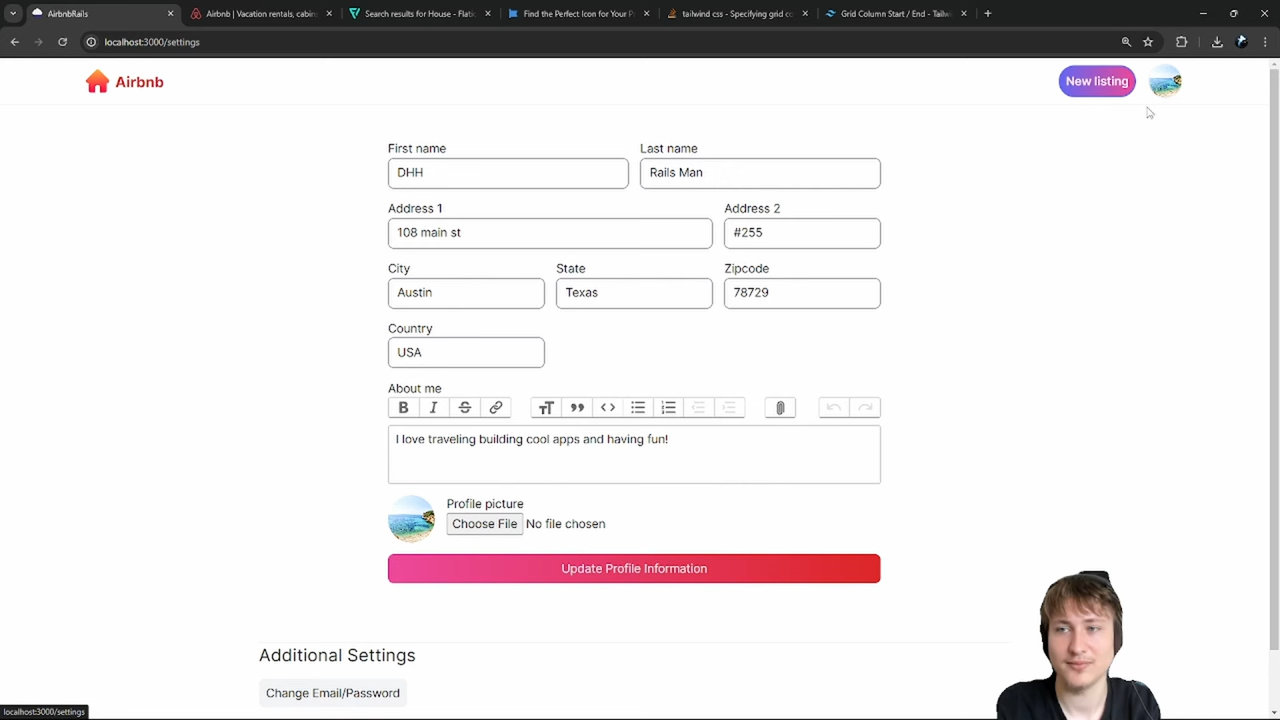 AirbnbRails
Airbnb | Vacation rentals, cabins
Search results for House - Flatic
Find the Perfect Icon for Your P
tailwind css - Specifying grid co
Grid Column Start / End - Tailw
localhost:3000/settings
Airbnb
New listing
First name
Last name
DHH
Rails Man
Address 1
Address 2
108 main st
#255
City
State
Zipcode
Austin
Texas
78729
Country
USA
About me
I love traveling building cool apps and having fun!
Profile picture
Choose File No file chosen
Update Profile Information
Additional Settings
Change Email/Password
localhost:3000/settings